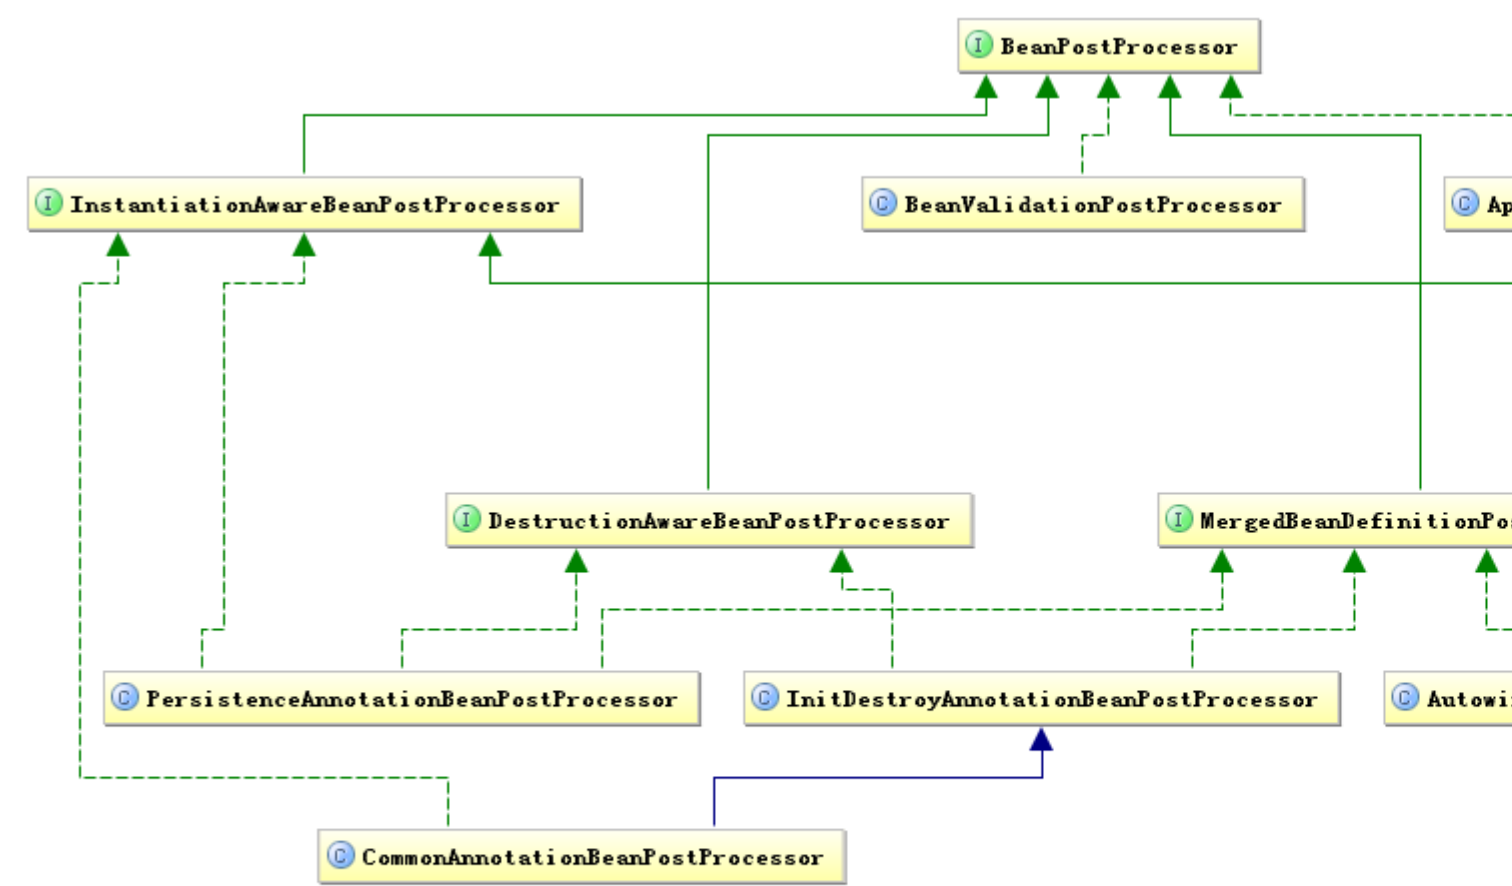 I BeanPostProcessor
I InstantiationAwareBeanPostProcessor
C BeanValidationPostProcessor
C Ap
I DestructionAwareBeanPostProcessor
I MergedBeanDefinitionPo
C PersistenceAnnotationBeanPostProcessor
C InitDestroyAnnotationBeanPostProcessor
C Autowi
C CommonAnnotationBeanPostProcessor